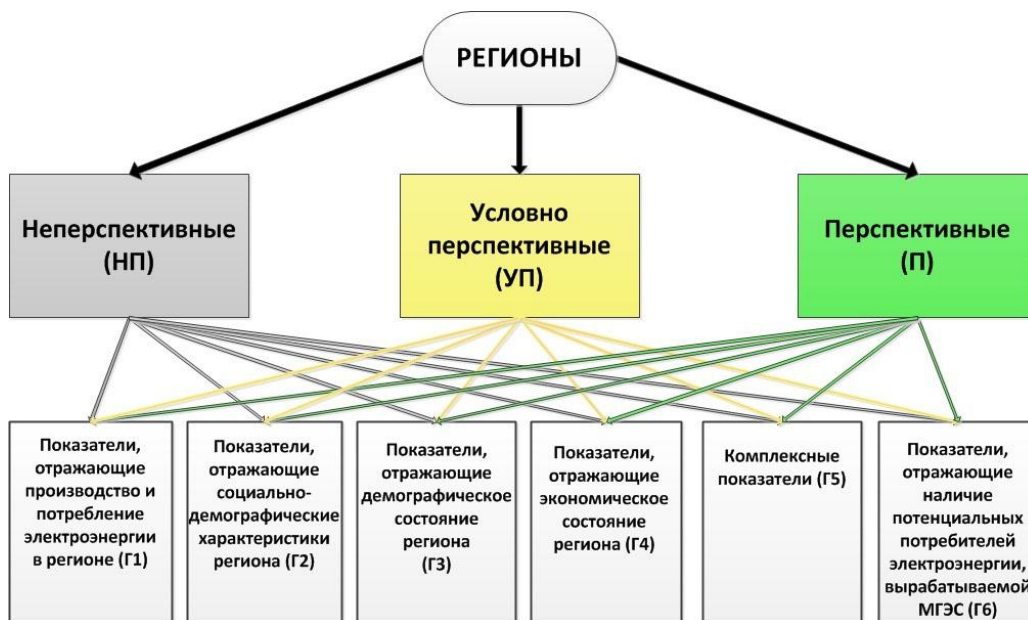 РЕГИОНЫ
Неперспективные
(НП)
Условно
перспективные
(УП)
Перспективные
(П)
Показатели,
отражающие
производство и
потребление
электроэнергии
в регионе (Г1)
Показатели,
отражающие
социально-
демографические
характеристики
региона (Г2)
Показатели,
отражающие
демографическое
состояние
региона
(Г3)
Показатели,
отражающие
экономическое
состояние
региона (Г4)
Комплексные
показатели (Г5)
Показатели,
отражающие
наличие
потенциальных
потребителей
электроэнергии,
вырабатываемой
МГЭС (Г6)